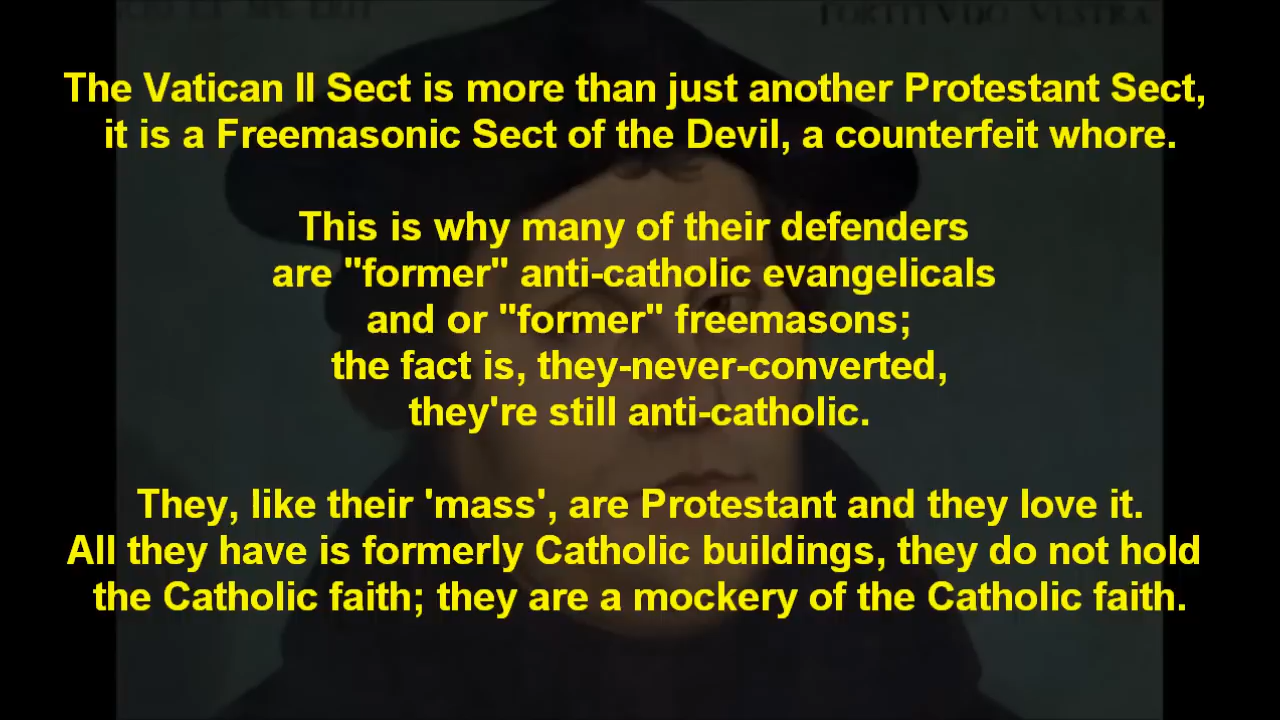 FORTITVDO VESTRA
The Vatican II Sect is more than just another Protestant Sect,
it is a Freemasonic Sect of the Devil, a counterfeit whore.
This is why many of their defenders
are "former" anti-catholic evangelicals
and or "former" freemasons;
the fact is, they-never-converted,
they're still anti-catholic.
They, like their 'mass', are Protestant and they love it.
All they have is formerly Catholic buildings, they do not hold
the Catholic faith; they are a mockery of the Catholic faith.